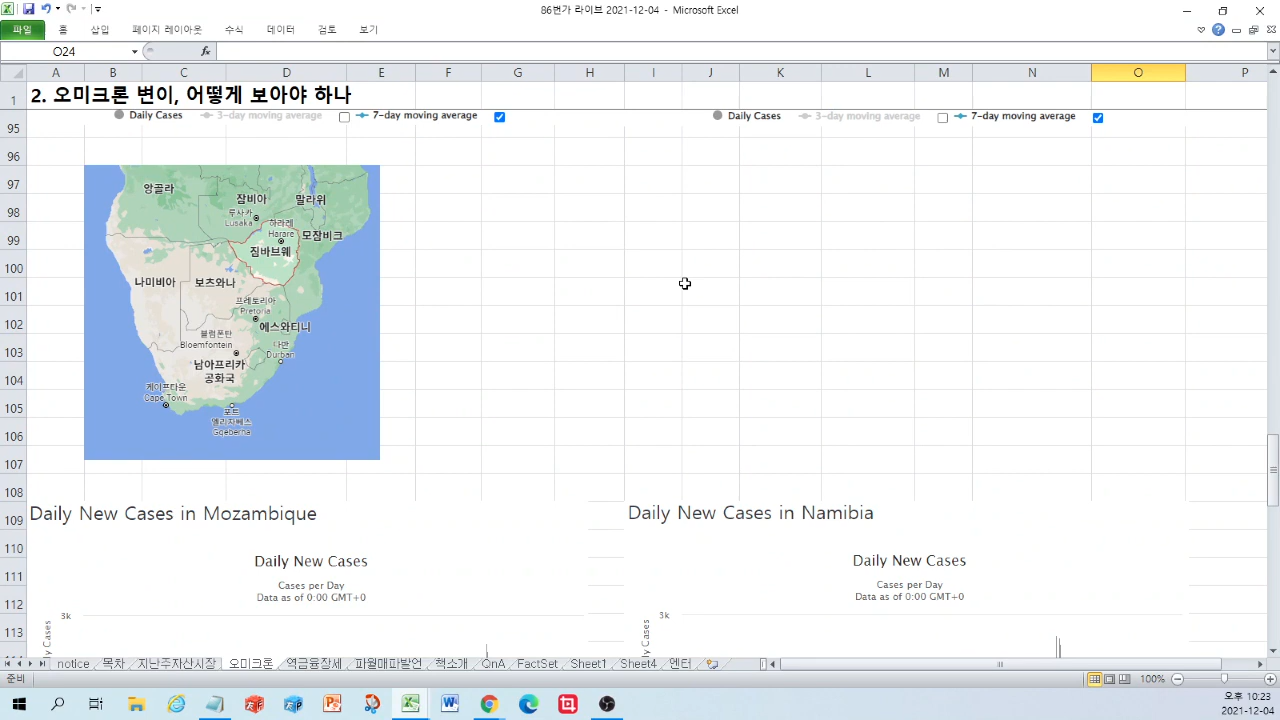 86번가 라이브 2021-12-04 - Microsoft Excel
파일 홈 삽입 페이지 레이아웃 수식 데이터 검토 보기
O24 fx
A B C D E F G H I J K L M N O P
1 2. 오미크론 변이, 어떻게 보아야 하나
95 Daily Cases 3-day moving average 7-day moving average Daily Cases 3-day moving average 7-day moving average
96
97
98
99
100
101
102
103
104
105
106
107
108
109
110
111
112
113
앙골라 잠비아 말라위
루사카
Lusaka
하라레
Harare
모잠비크
짐바브웨
나미비아 보츠와나
프레토리아
Pretoria
에스와티니
블럼폰탄
Bloemfontein
더반
Durban
남아프리카
공화국
케이프타운
Cape Town
포트
엘리자베스
Gqeberha
Daily New Cases in Mozambique
Daily New Cases
Cases per Day
Data as of 0:00 GMT+0
3k
Cases
Daily New Cases in Namibia
Daily New Cases
Cases per Day
Data as of 0:00 GMT+0
3k
Cases
notice 목차 지난주자산시장 오미크론 역금융장세 파월매파발언 책소개 QnA FactSet Sheet1 Sheet4 멘터
준비 100%
오후 10:23
2021-12-04